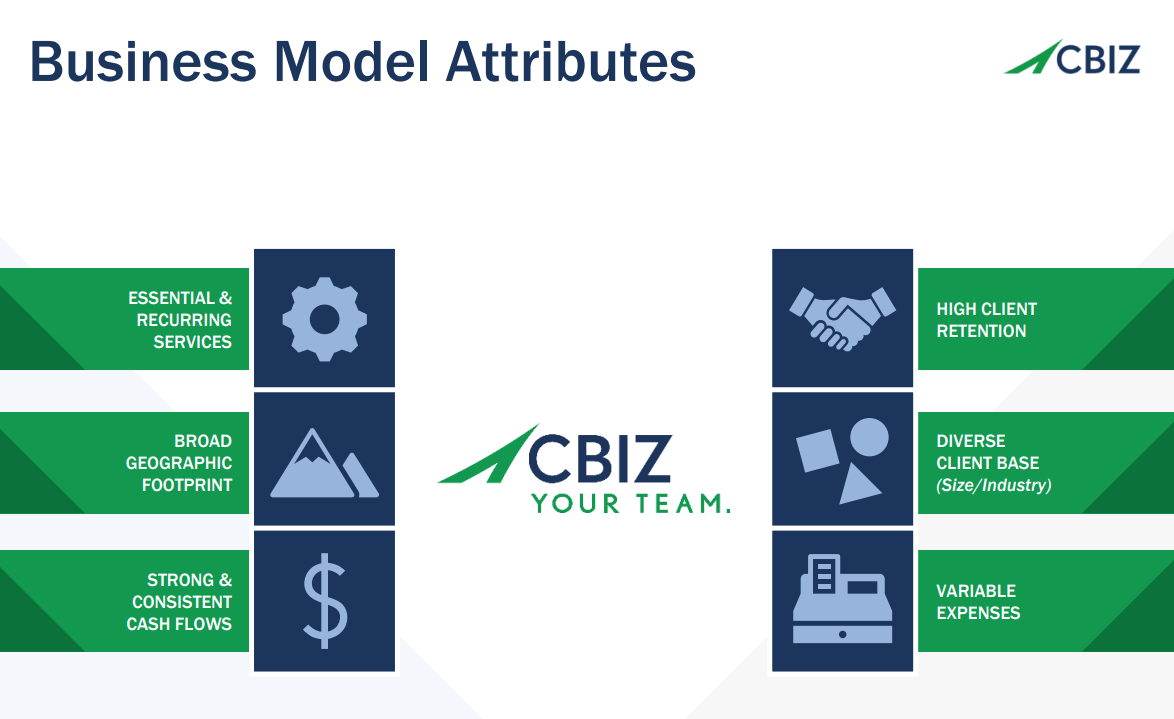 Business Model Attributes
CBIZ
ESSENTIAL &
RECURRING
SERVICES
BROAD
GEOGRAPHIC
FOOTPRINT
STRONG &
CONSISTENT
CASH FLOWS
CBIZ
YOUR TEAM.
HIGH CLIENT
RETENTION
DIVERSE
CLIENT BASE
(Size/Industry)
VARIABLE
EXPENSES